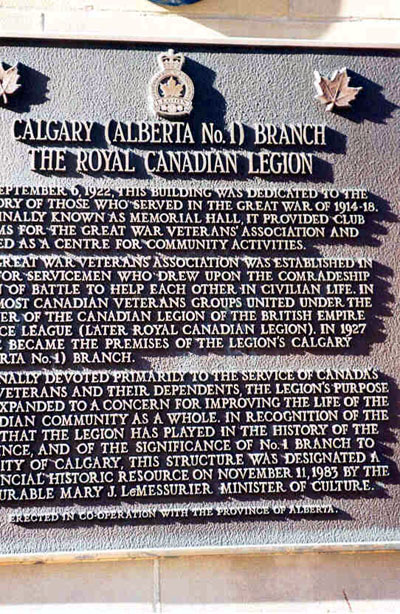 CALGARY (ALBERTA No.1) BRANCH
THE ROYAL CANADIAN LEGION
SEPTEMBER 6, 1922, THIS BUILDING WAS DEDICATED TO THE
ORY OF THOSE WHO SERVED IN THE GREAT WAR OF 1914-18.
INALLY KNOWN AS MEMORIAL HALL, IT PROVIDED CLUB
MS FOR THE GREAT WAR VETERANS' ASSOCIATION AND
ED AS A CENTRE FOR COMMUNITY ACTIVITIES.
GREAT WAR VETERANS ASSOCIATION WAS ESTABLISHED IN
FOR SERVICEMEN WHO DREW UPON THE COMRADESHIP
N OF BATTLE TO HELP EACH OTHER IN CIVILIAN LIFE. IN
MOST CANADIAN VETERANS GROUPS UNITED UNDER THE
ER OF THE CANADIAN LEGION OF THE BRITISH EMPIRE
ICE LEAGUE (LATER ROYAL CANADIAN LEGION). IN 1927
BECAME THE PREMISES OF THE LEGION'S CALGARY
ERTA No.1) BRANCH.
NALLY DEVOTED PRIMARILY TO THE SERVICE OF CANADA'S
VETERANS AND THEIR DEPENDENTS, THE LEGION'S PURPOSE
EXPANDED TO A CONCERN FOR IMPROVING THE LIFE OF THE
DIAN COMMUNITY AS A WHOLE. IN RECOGNITION OF THE
THAT THE LEGION HAS PLAYED IN THE HISTORY OF THE
INCE, AND OF THE SIGNIFICANCE OF No.1 BRANCH TO
ITY OF CALGARY, THIS STRUCTURE WAS DESIGNATED A
NCIAL HISTORIC RESOURCE ON NOVEMBER 11, 1983 BY THE
URABLE MARY J. LeMESSURIER MINISTER OF CULTURE.
ERECTED IN CO-OPERATION WITH THE PROVINCE OF ALBERTA.